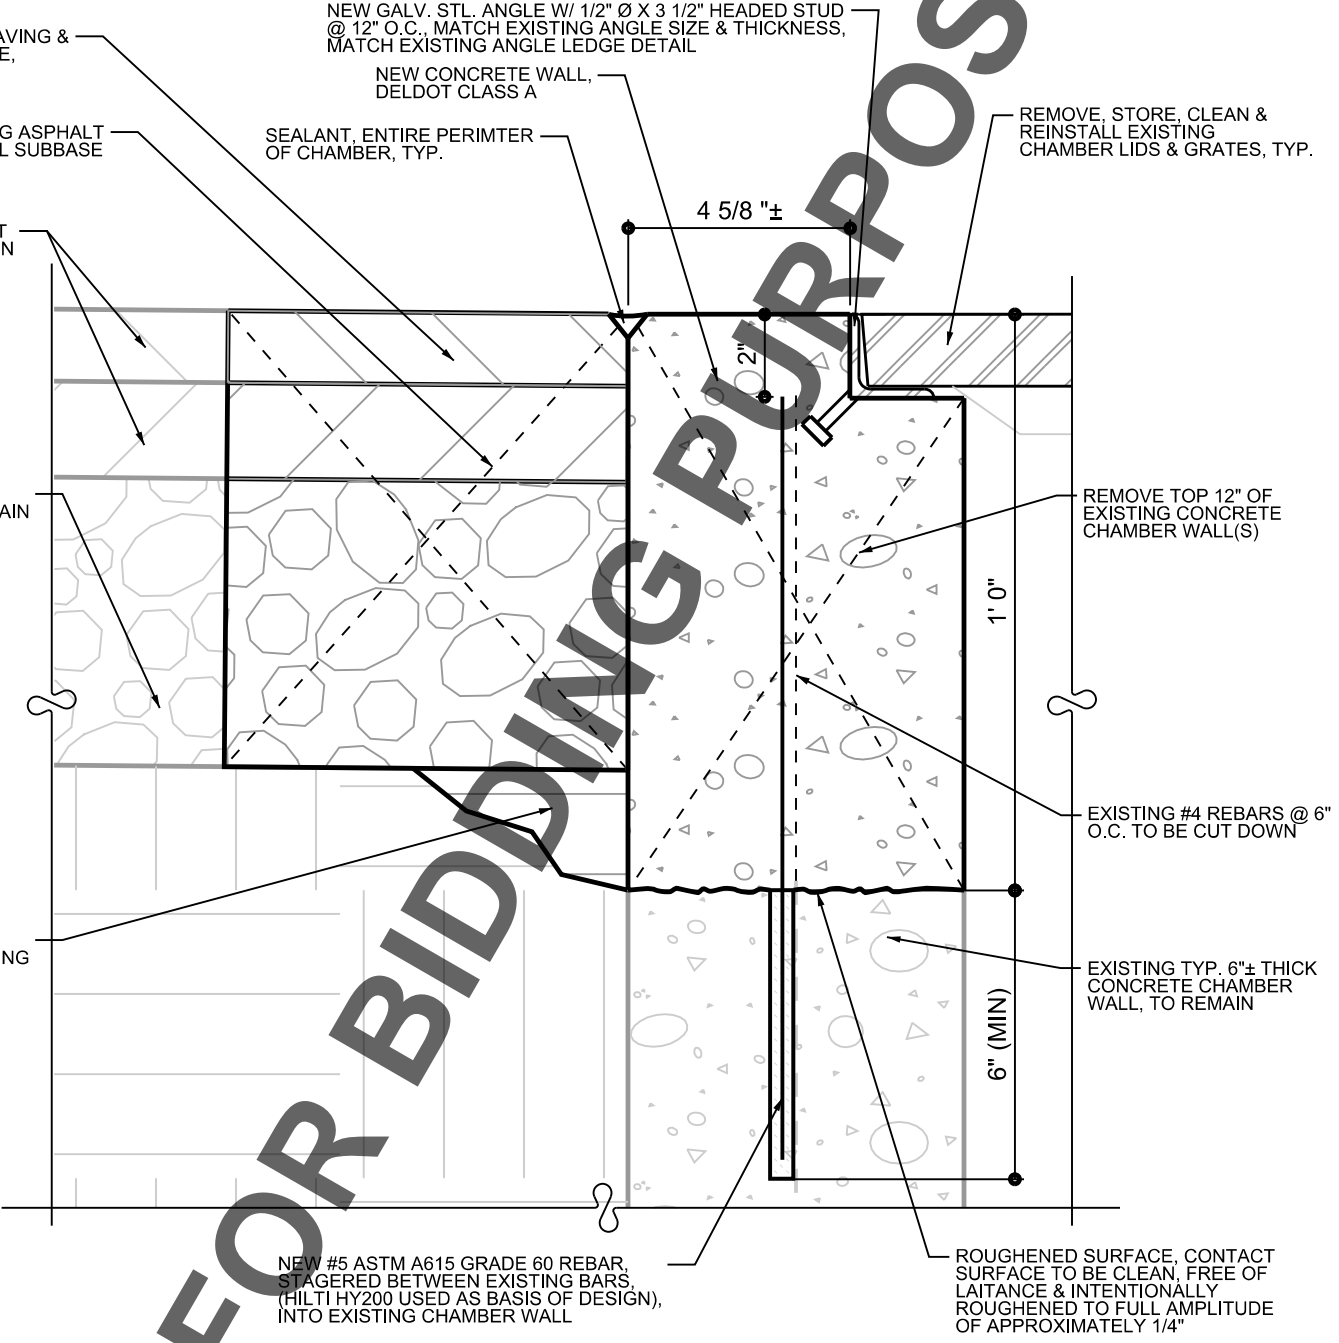 NEW GALV. STL. ANGLE W/ 1/2" Ø X 3 1/2" HEADED STUD
@ 12" O.C., MATCH EXISTING ANGLE SIZE & THICKNESS,
MATCH EXISTING ANGLE LEDGE DETAIL
AVING &
E,
NEW CONCRETE WALL,
DELDOT CLASS A
G ASPHALT
L SUBBASE
SEALANT, ENTIRE PERIMTER
OF CHAMBER, TYP.
REMOVE, STORE, CLEAN &
REINSTALL EXISTING
CHAMBER LIDS & GRATES, TYP.
4 5/8 "±
T
N
2"
AIN
REMOVE TOP 12" OF
EXISTING CONCRETE
CHAMBER WALL(S)
1' 0"
EXISTING #4 REBARS @ 6"
O.C. TO BE CUT DOWN
NG
EXISTING TYP. 6"± THICK
CONCRETE CHAMBER
WALL, TO REMAIN
6" (MIN)
NEW #5 ASTM A615 GRADE 60 REBAR,
STAGERED BETWEEN EXISTING BARS,
(HILTI HY200 USED AS BASIS OF DESIGN),
INTO EXISTING CHAMBER WALL
ROUGHENED SURFACE, CONTACT
SURFACE TO BE CLEAN, FREE OF
LAITANCE & INTENTIONALLY
ROUGHENED TO FULL AMPLITUDE
OF APPROXIMATELY 1/4"
FOR BIDDING PURPOS